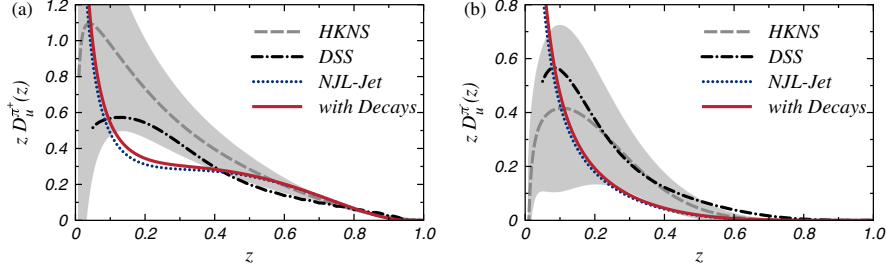 (a)
1.2
1.0
0.8
0.6
0.4
0.2
0
z D_u^{π^+}(z)
HKNS
DSS
NJL-Jet
with Decays
0 0.2 0.4 0.6 0.8 1.0
z
(b)
0.8
0.6
0.4
0.2
0
z D_u^{π^-}(z)
HKNS
DSS
NJL-Jet
with Decays
0 0.2 0.4 0.6 0.8 1.0
z